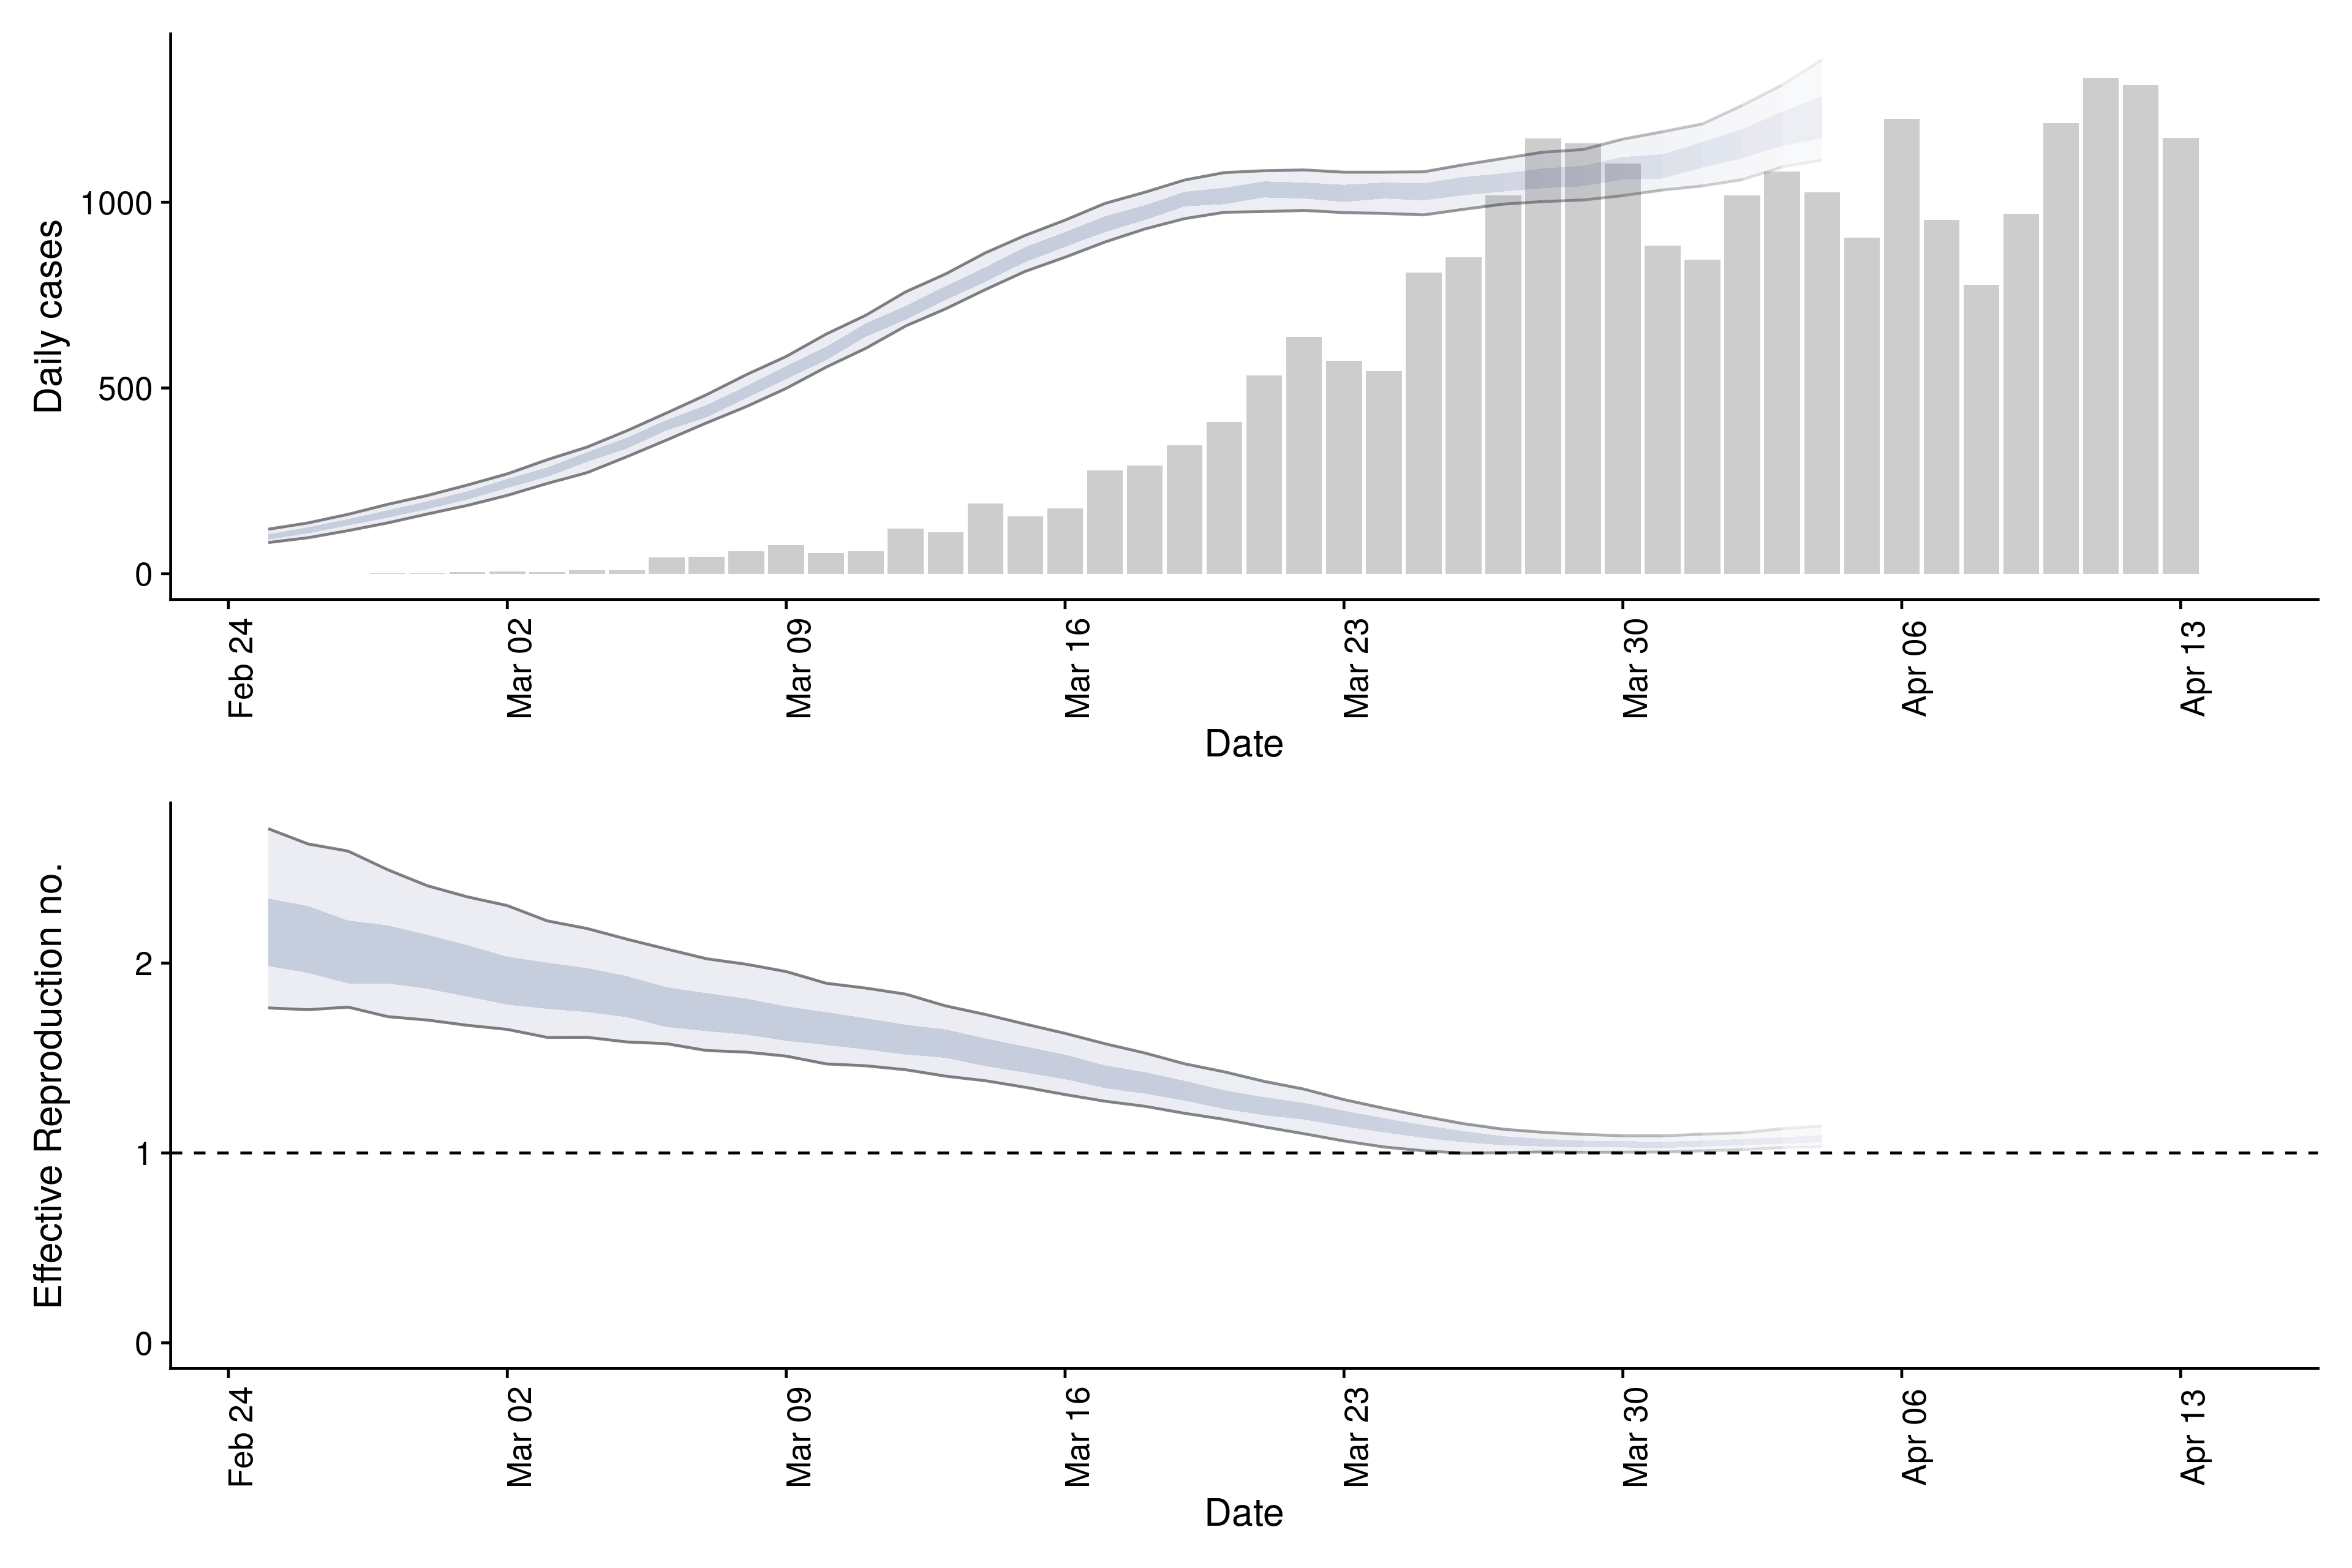 Daily cases
1000
500
0
Feb 24
Mar 02
Mar 09
Mar 16
Mar 23
Mar 30
Apr 06
Apr 13
Date
Effective Reproduction no.
2
1
0
Feb 24
Mar 02
Mar 09
Mar 16
Mar 23
Mar 30
Apr 06
Apr 13
Date